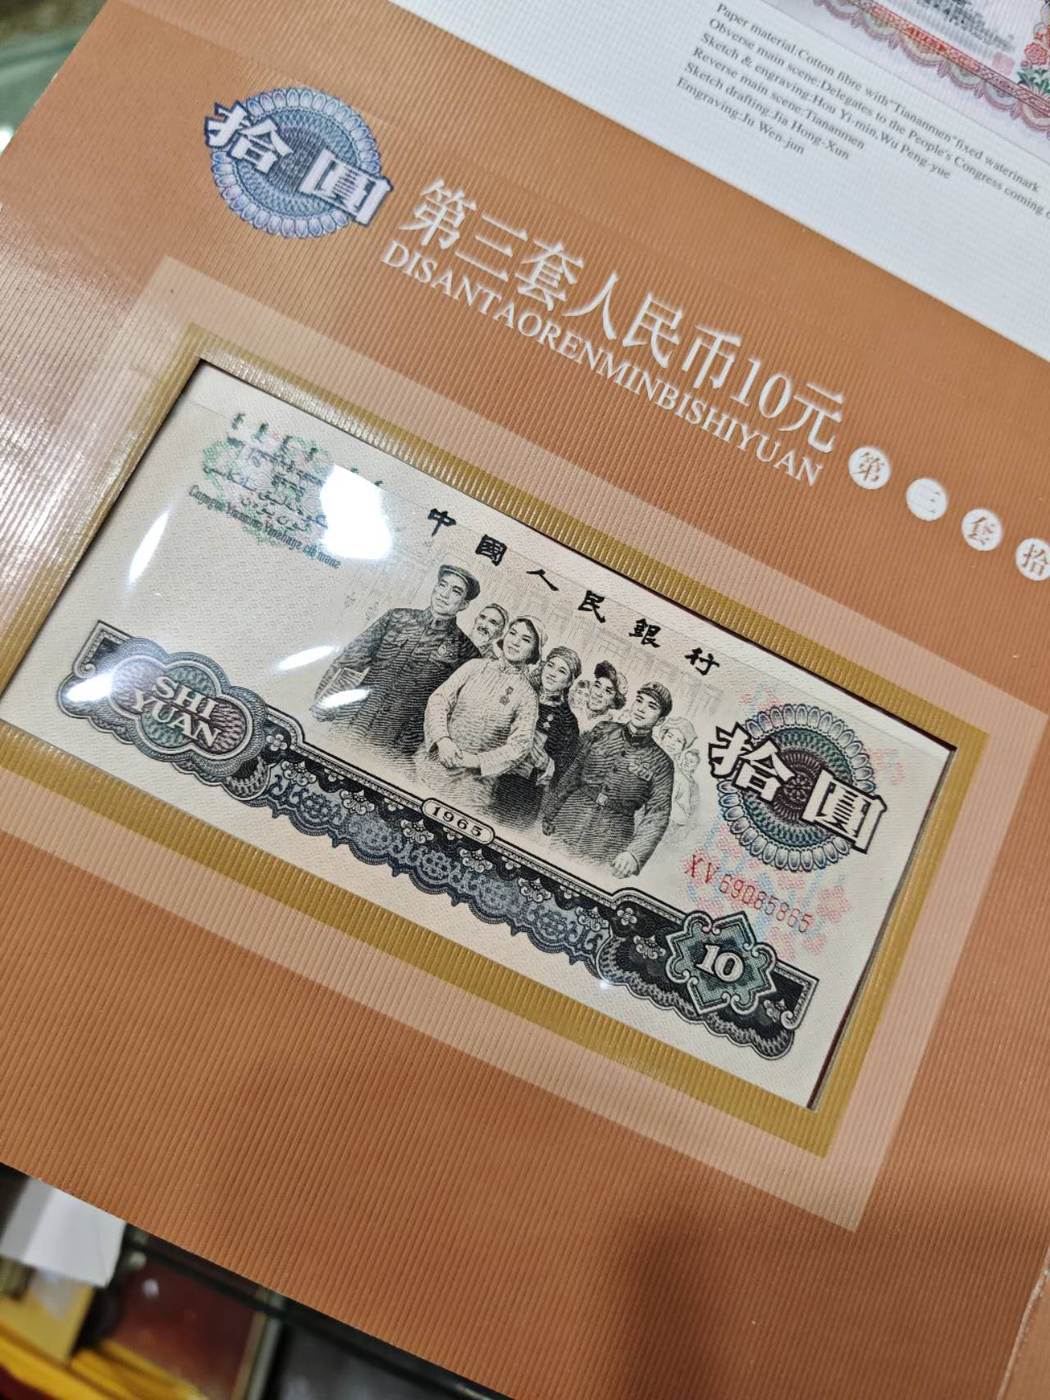 Paper material:Cotton fibre with"Tiananmen"fixed watermark
Obverse main scene:Delegates to the People's Congress coming
Sketch & engraving:Hou Yi-min,Wu Peng-yue
Reverse main scene:Tiananmen
Sketch drafting:Jia Hong-Xun
Emgraving:Ju Wen-jun
拾圓
第三套人民币10元
DISANTAORENMINBISHIYUAN
第三套拾
中國人民銀行
SHI
YUAN
拾圓
1965
XV 69085865
10